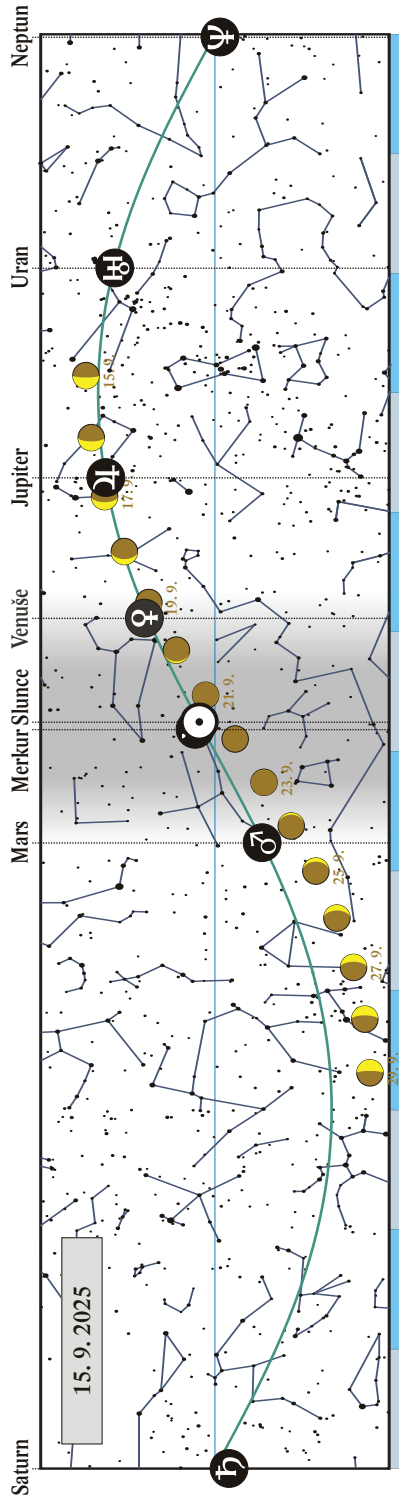 Saturn
Mars
Merkur Slunce
Venuše
Jupiter
Uran
Neptun
15. 9. 2025
15. 9.
17. 9.
19. 9.
21. 9.
23. 9.
25. 9.
27. 9.
29. 9.